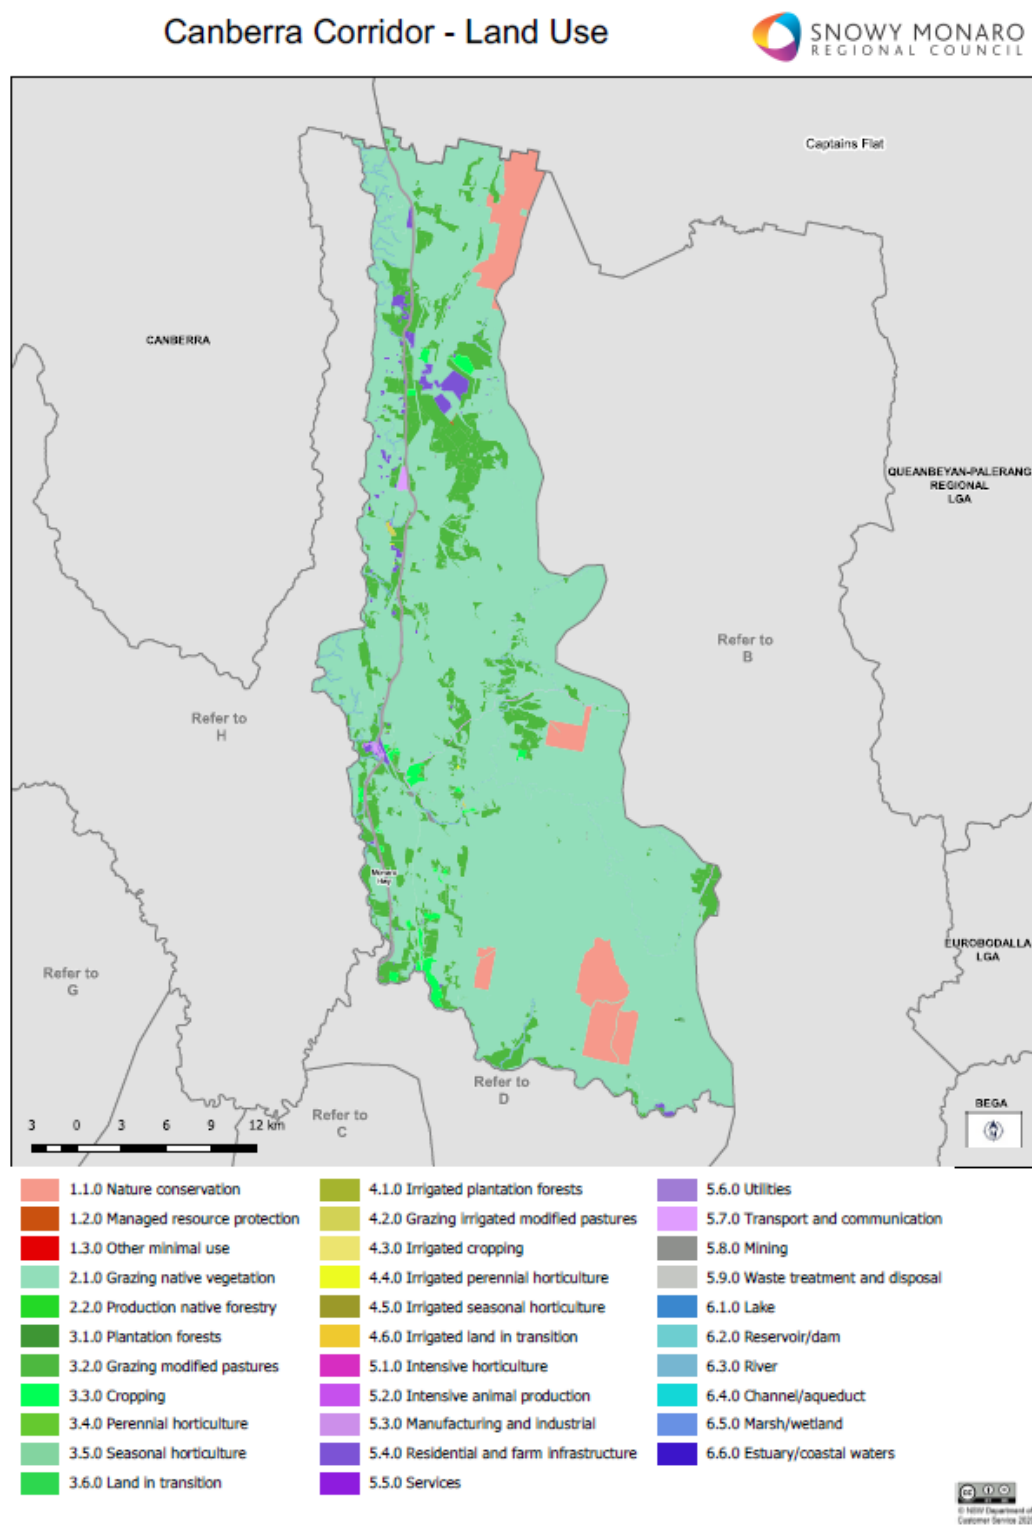 Canberra Corridor - Land Use
SNOWY MONARO
REGIONAL COUNCIL
Captains Flat
CANBERRA
QUEANBEYAN-PALERANG
REGIONAL
LGA
Refer to
B
Refer to
H
Monaro
Hwy
EUROBODALLA
LGA
Refer to
G
Refer to
D
Refer to
C
BEGA
3 0 3 6 9 12 km
1.1.0 Nature conservation
1.2.0 Managed resource protection
1.3.0 Other minimal use
2.1.0 Grazing native vegetation
2.2.0 Production native forestry
3.1.0 Plantation forests
3.2.0 Grazing modified pastures
3.3.0 Cropping
3.4.0 Perennial horticulture
3.5.0 Seasonal horticulture
3.6.0 Land in transition
4.1.0 Irrigated plantation forests
4.2.0 Grazing irrigated modified pastures
4.3.0 Irrigated cropping
4.4.0 Irrigated perennial horticulture
4.5.0 Irrigated seasonal horticulture
4.6.0 Irrigated land in transition
5.1.0 Intensive horticulture
5.2.0 Intensive animal production
5.3.0 Manufacturing and industrial
5.4.0 Residential and farm infrastructure
5.5.0 Services
5.6.0 Utilities
5.7.0 Transport and communication
5.8.0 Mining
5.9.0 Waste treatment and disposal
6.1.0 Lake
6.2.0 Reservoir/dam
6.3.0 River
6.4.0 Channel/aqueduct
6.5.0 Marsh/wetland
6.6.0 Estuary/coastal waters
© NSW Department of
Customer Service